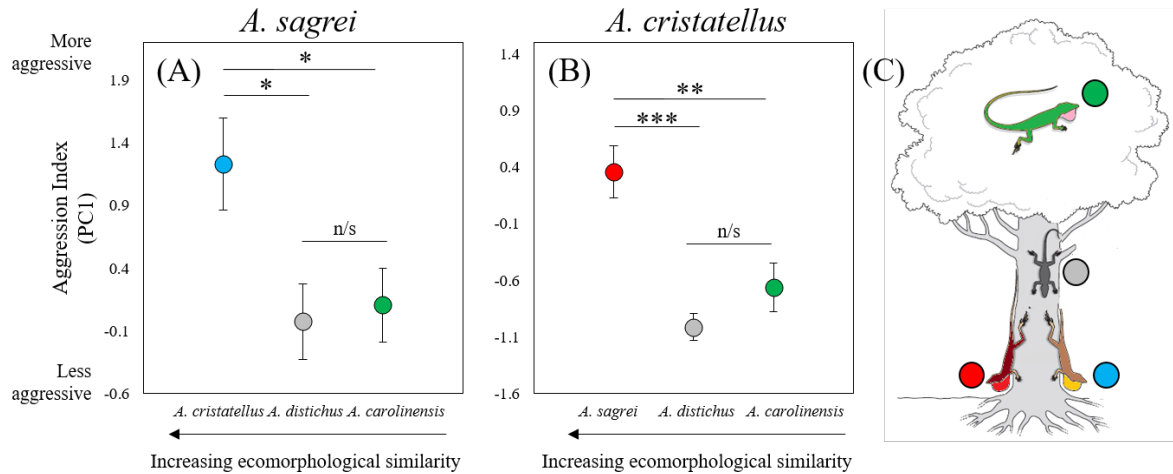 A. sagrei
A. cristatellus
More
aggressive
Aggression Index
(PC1)
Less
aggressive
(A)
1.9
1.4
0.9
0.4
-0.1
-0.6
*
*
n/s
A. cristatellus A. distichus A. carolinensis
Increasing ecomorphological similarity
(B)
1.4
0.9
0.4
-0.1
-0.6
-1.1
-1.6
**
***
n/s
A. sagrei A. distichus A. carolinensis
Increasing ecomorphological similarity
(C)